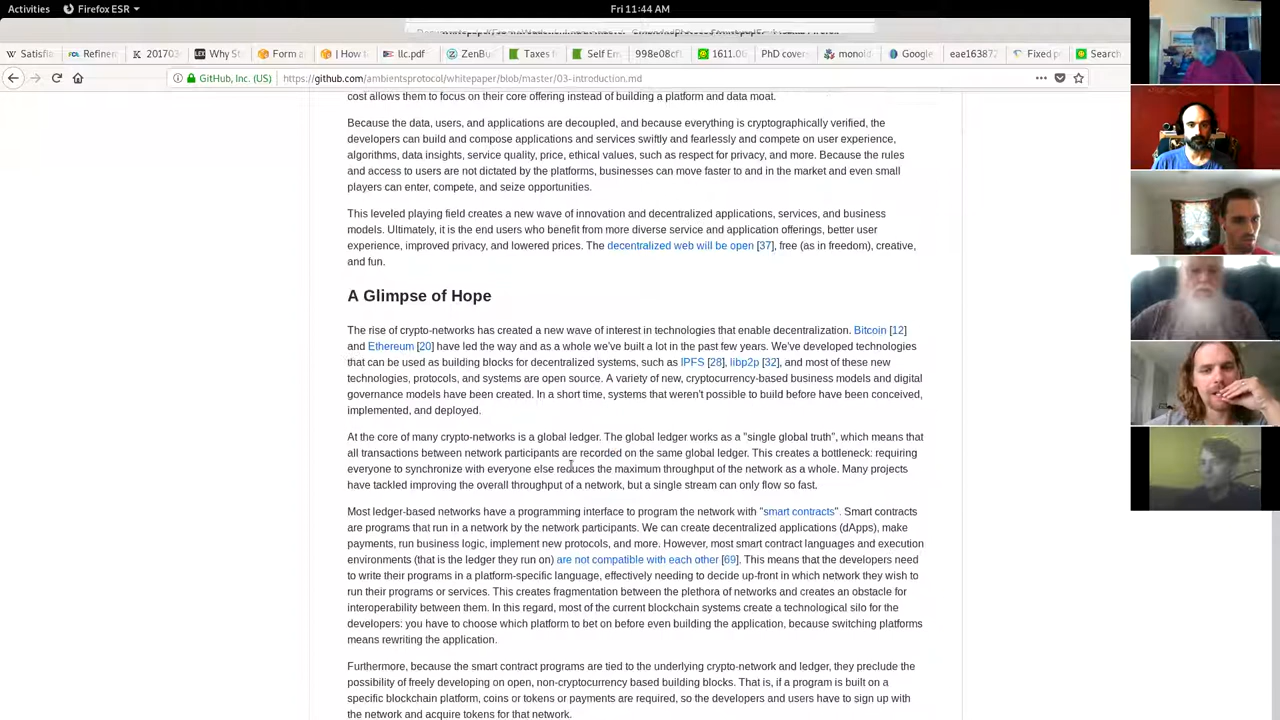 Activities Firefox ESR Fri 11:44 AM
Satisfa Refinem K 201703 Why St Form ap How t llc.pdf ZenBu Taxes f Self Em 998e08cf 1611.06 PhD cover monold Google eae16387 Fixed p Search
GitHub, Inc. (US) https://github.com/ambientsprotocol/whitepaper/blob/master/03-introduction.md
cost allows them to focus on their core offering instead of building a platform and data moat.
Because the data, users, and applications are decoupled, and because everything is cryptographically verified, the
developers can build and compose applications and services swiftly and fearlessly and compete on user experience,
algorithms, data insights, service quality, price, ethical values, such as respect for privacy, and more. Because the rules
and access to users are not dictated by the platforms, businesses can move faster to and in the market and even small
players can enter, compete, and seize opportunities.
This leveled playing field creates a new wave of innovation and decentralized applications, services, and business
models. Ultimately, it is the end users who benefit from more diverse service and application offerings, better user
experience, improved privacy, and lowered prices. The decentralized web will be open [37], free (as in freedom), creative,
and fun.
A Glimpse of Hope
The rise of crypto-networks has created a new wave of interest in technologies that enable decentralization. Bitcoin [12]
and Ethereum [20] have led the way and as a whole we've built a lot in the past few years. We've developed technologies
that can be used as building blocks for decentralized systems, such as IPFS [28], libp2p [32], and most of these new
technologies, protocols, and systems are open source. A variety of new, cryptocurrency-based business models and digital
governance models have been created. In a short time, systems that weren't possible to build before have been conceived,
implemented, and deployed.
At the core of many crypto-networks is a global ledger. The global ledger works as a "single global truth", which means that
all transactions between network participants are recorded on the same global ledger. This creates a bottleneck: requiring
everyone to synchronize with everyone else reduces the maximum throughput of the network as a whole. Many projects
have tackled improving the overall throughput of a network, but a single stream can only flow so fast.
Most ledger-based networks have a programming interface to program the network with "smart contracts". Smart contracts
are programs that run in a network by the network participants. We can create decentralized applications (dApps), make
payments, run business logic, implement new protocols, and more. However, most smart contract languages and execution
environments (that is the ledger they run on) are not compatible with each other [69]. This means that the developers need
to write their programs in a platform-specific language, effectively needing to decide up-front in which network they wish to
run their programs or services. This creates fragmentation between the plethora of networks and creates an obstacle for
interoperability between them. In this regard, most of the current blockchain systems create a technological silo for the
developers: you have to choose which platform to bet on before even building the application, because switching platforms
means rewriting the application.
Furthermore, because the smart contract programs are tied to the underlying crypto-network and ledger, they preclude the
possibility of freely developing on open, non-cryptocurrency based building blocks. That is, if a program is built on a
specific blockchain platform, coins or tokens or payments are required, so the developers and users have to sign up with
the network and acquire tokens for that network.